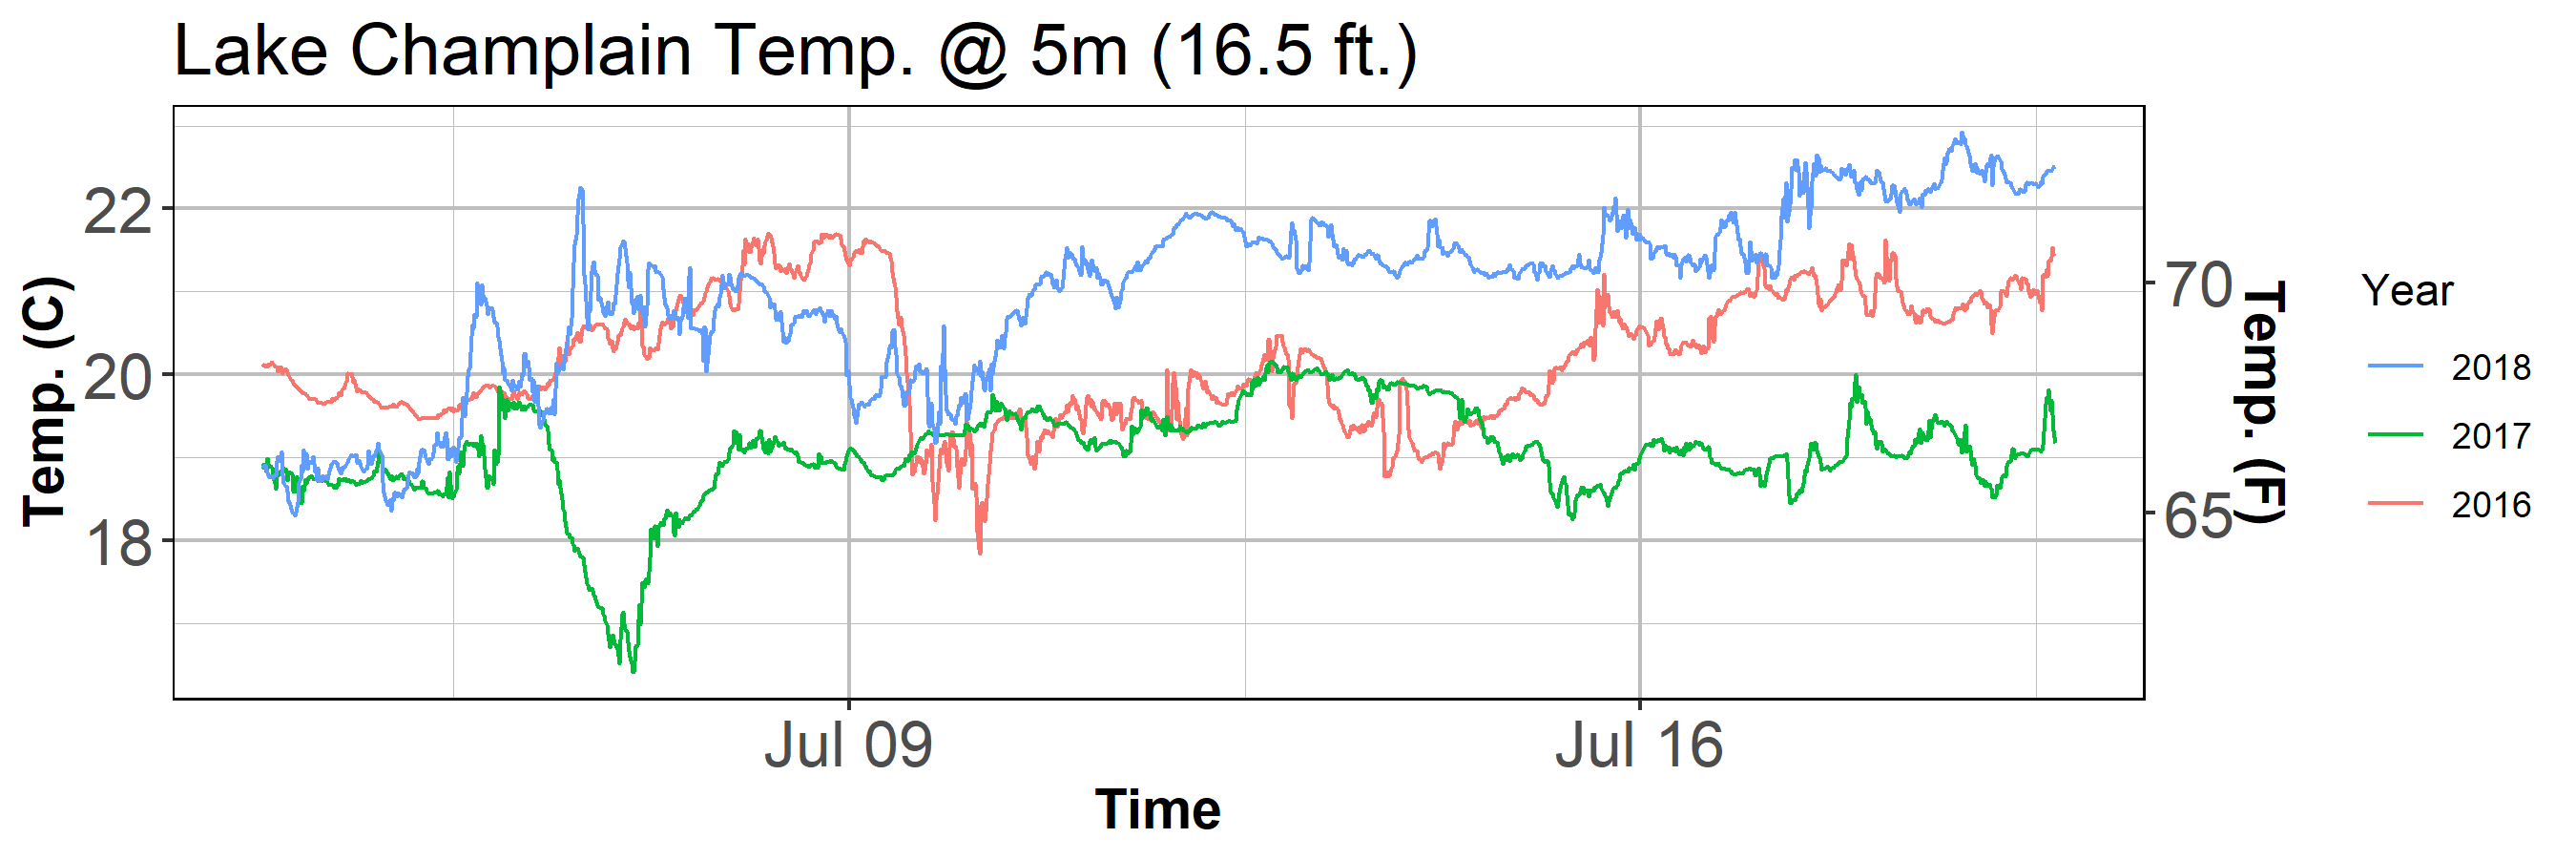 Lake Champlain Temp. @ 5m (16.5 ft.)
Temp. (C)
22
20
18
70
65
Temp. (F)
Jul 09
Jul 16
Time
Year
2018
2017
2016